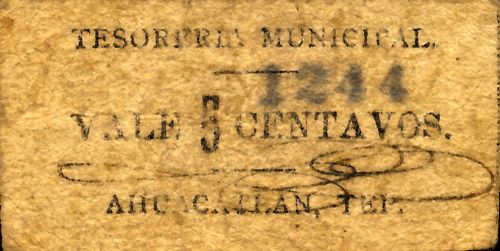 TESORERIA MUNICIPAL.
1244
VALE 5 CENTAVOS.
AHUACATLAN, TEP.